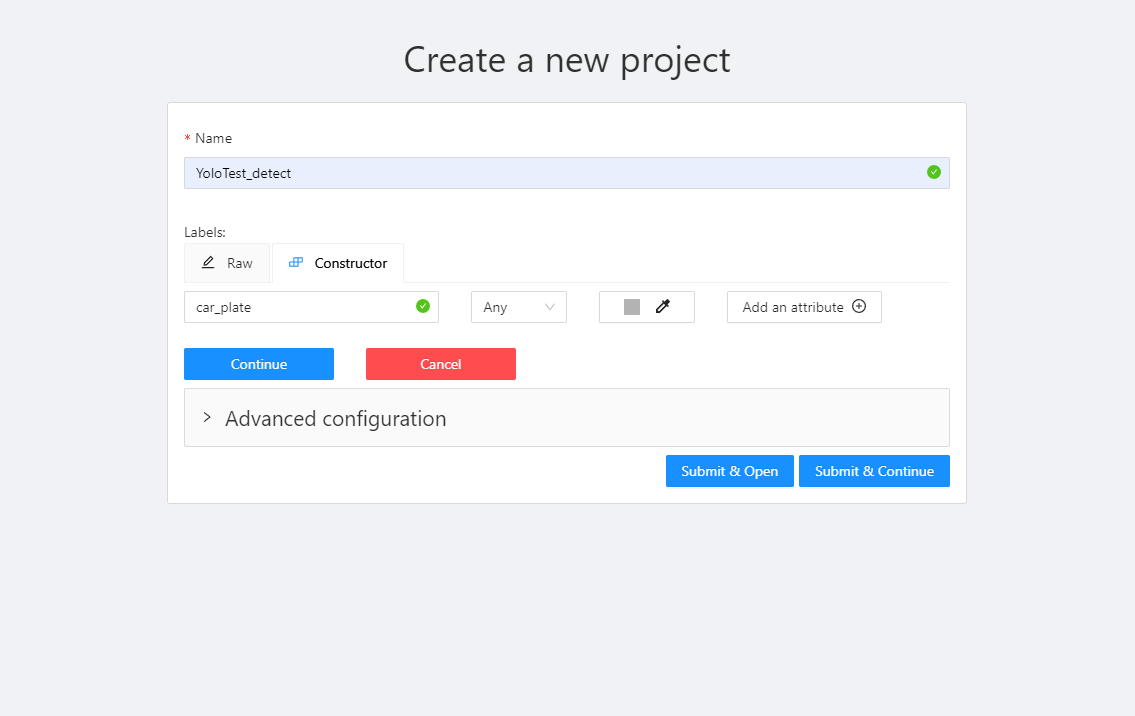 Create a new project
* Name
YoloTest_detect
Labels:
Raw Constructor
car_plate Any Add an attribute
Continue Cancel
Advanced configuration
Submit & Open Submit & Continue